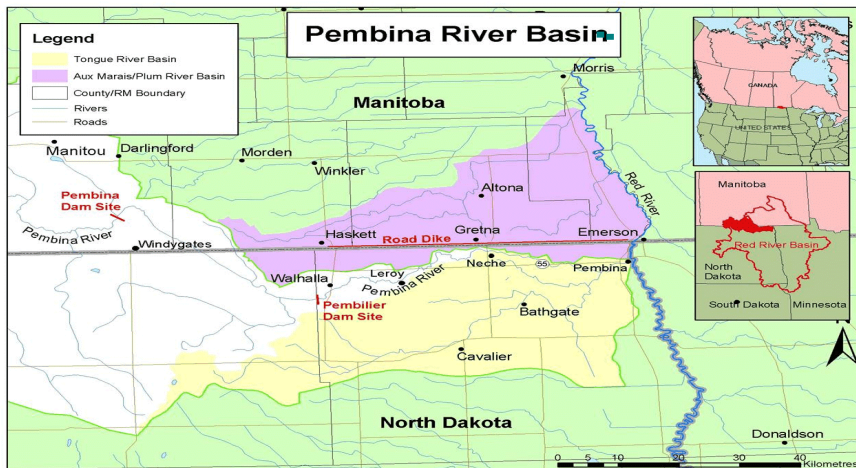 Pembina River Basin
Legend
Tongue River Basin
Aux Marais/Plum River Basin
County/RM Boundary
Rivers
Roads
Manitoba
Morris
Manitou
Darlingford
Morden
Winkler
Altona
Pembina
Dam Site
Pembina River
Windygates
Haskett
Road Dike
Gretna
Emerson
Red River
Walhalla
Leroy
Pembina River
Neche
55
Pembina
Pembilier
Dam Site
Bathgate
Cavalier
North Dakota
Donaldson
0 5 10 20 30 40
Kilometres
N
CANADA
UNITED STATES
Manitoba
Red River Basin
North
Dakota
South Dakota
Minnesota